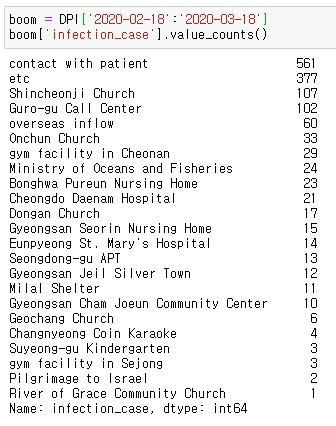 boom = DPI['2020-02-18':'2020-03-18']
boom['infection_case'].value_counts()
contact with patient 561
etc 377
Shincheonji Church 107
Guro-gu Call Center 102
overseas inflow 60
Onchun Church 33
gym facility in Cheonan 29
Ministry of Oceans and Fisheries 24
Bonghwa Pureun Nursing Home 23
Cheongdo Daenam Hospital 21
Dongan Church 17
Gyeongsan Seorin Nursing Home 15
Eunpyeong St. Mary's Hospital 14
Seongdong-gu APT 13
Gyeongsan Jeil Silver Town 12
Milal Shelter 11
Gyeongsan Cham Joeun Community Center 10
Geochang Church 6
Changnyeong Coin Karaoke 4
Suyeong-gu Kindergarten 3
gym facility in Sejong 3
Pilgrimage to Israel 2
River of Grace Community Church 1
Name: infection_case, dtype: int64